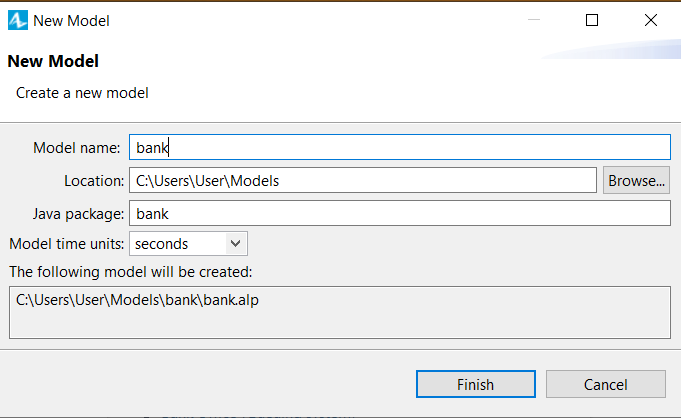 New Model
New Model
Create a new model
Model name: bank
Location: C:\Users\User\Models Browse...
Java package: bank
Model time units: seconds
The following model will be created:
C:\Users\User\Models\bank\bank.alp
Finish Cancel